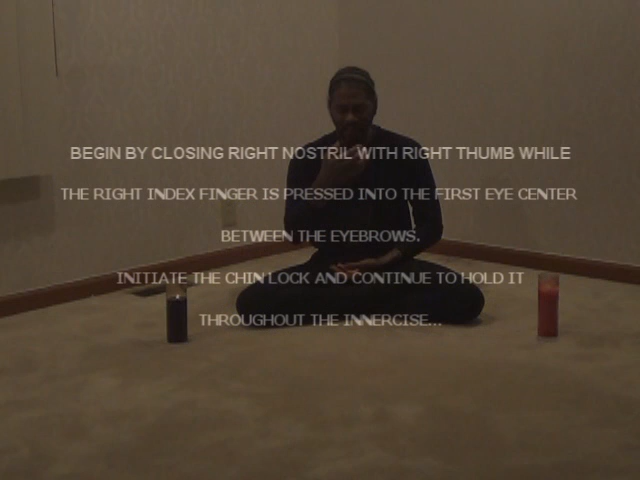 BEGIN BY CLOSING RIGHT NOSTRIL WITH RIGHT THUMB WHILE
THE RIGHT INDEX FINGER IS PRESSED INTO THE FIRST EYE CENTER
BETWEEN THE EYEBROWS.
INITIATE THE CHIN LOCK AND CONTINUE TO HOLD IT
THROUGHOUT THE INNERCISE...